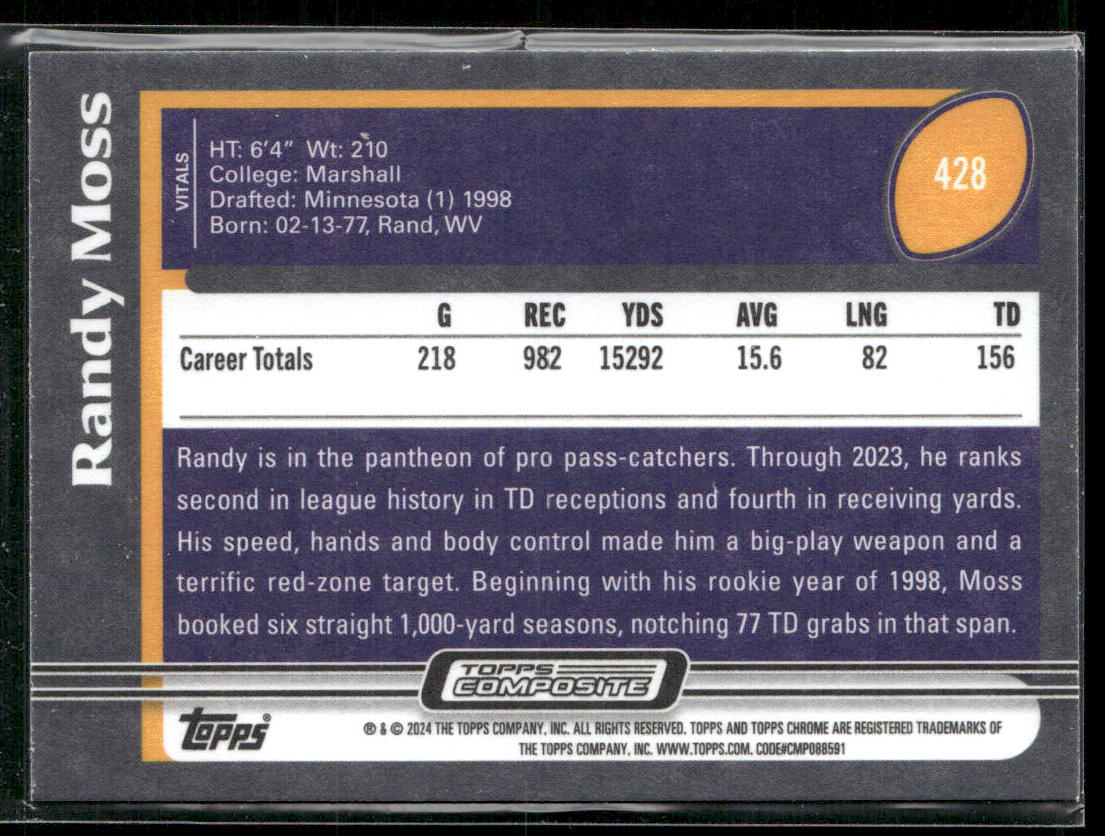 Randy Moss
VITALS
HT: 6'4" Wt: 210
College: Marshall
Drafted: Minnesota (1) 1998
Born: 02-13-77, Rand, WV
428
G REC YDS AVG LNG TD
Career Totals 218 982 15292 15.6 82 156
Randy is in the pantheon of pro pass-catchers. Through 2023, he ranks
second in league history in TD receptions and fourth in receiving yards.
His speed, hands and body control made him a big-play weapon and a
terrific red-zone target. Beginning with his rookie year of 1998, Moss
booked six straight 1,000-yard seasons, notching 77 TD grabs in that span.
TOPPS
COMPOSITE
topps®
® & © 2024 THE TOPPS COMPANY, INC. ALL RIGHTS RESERVED. TOPPS AND TOPPS CHROME ARE REGISTERED TRADEMARKS OF
THE TOPPS COMPANY, INC. WWW.TOPPS.COM. CODE#CMP088591